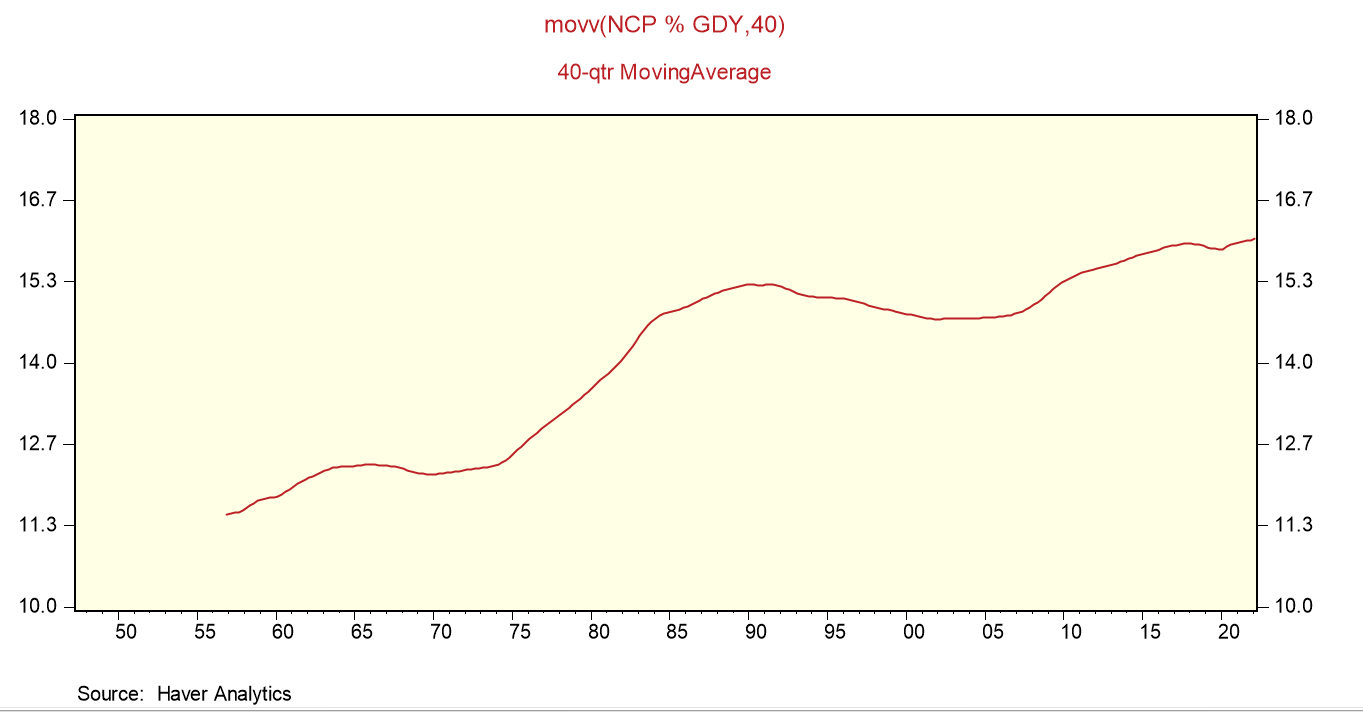 movv(NCP % GDY,40)
40-qtr MovingAverage
18.0 18.0
16.7 16.7
15.3 15.3
14.0 14.0
12.7 12.7
11.3 11.3
10.0 10.0
50 55 60 65 70 75 80 85 90 95 00 05 10 15 20
Source: Haver Analytics